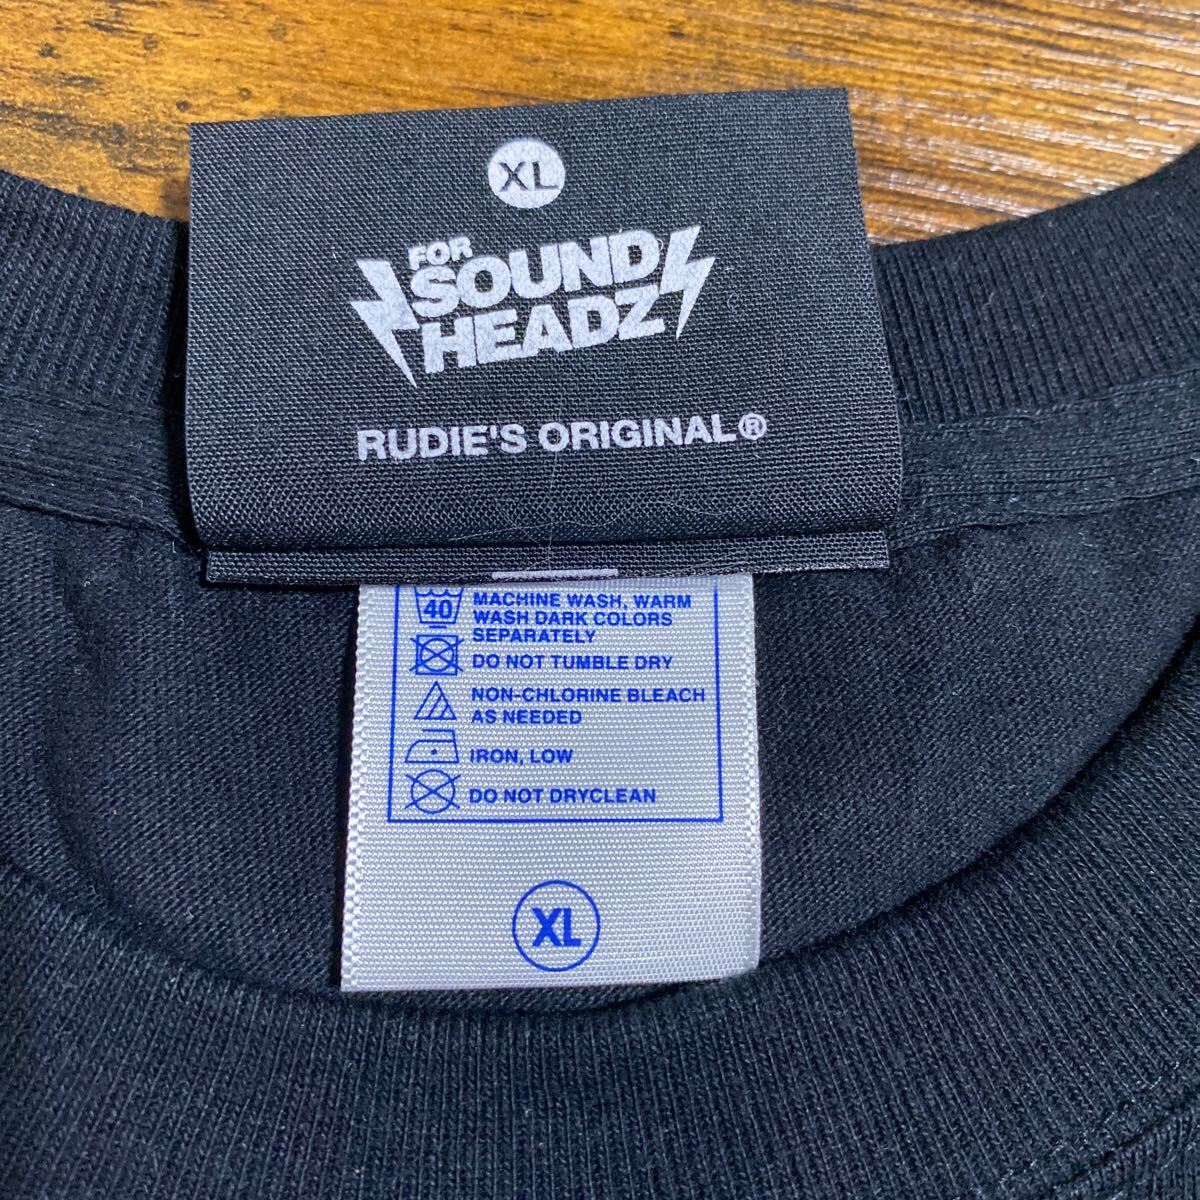 XL
FOR
SOUND
HEADZ
RUDIE'S ORIGINAL®
40
MACHINE WASH, WARM
WASH DARK COLORS
SEPARATELY
DO NOT TUMBLE DRY
NON-CHLORINE BLEACH
AS NEEDED
IRON, LOW
DO NOT DRYCLEAN
XL